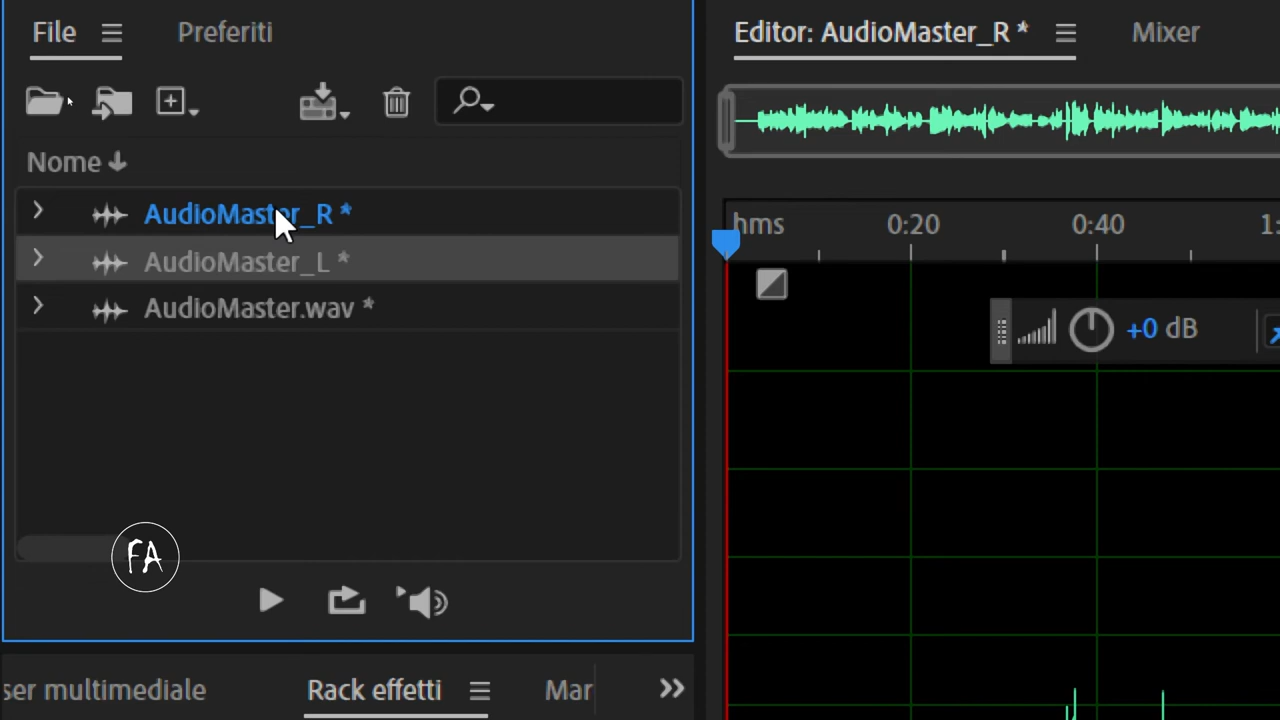 File
Preferiti
Editor: AudioMaster_R *
Mixer
Nome
AudioMaster_R *
AudioMaster_L *
AudioMaster.wav *
hms
0:20
0:40
+0 dB
FA
ser multimediale
Rack effetti
Mar